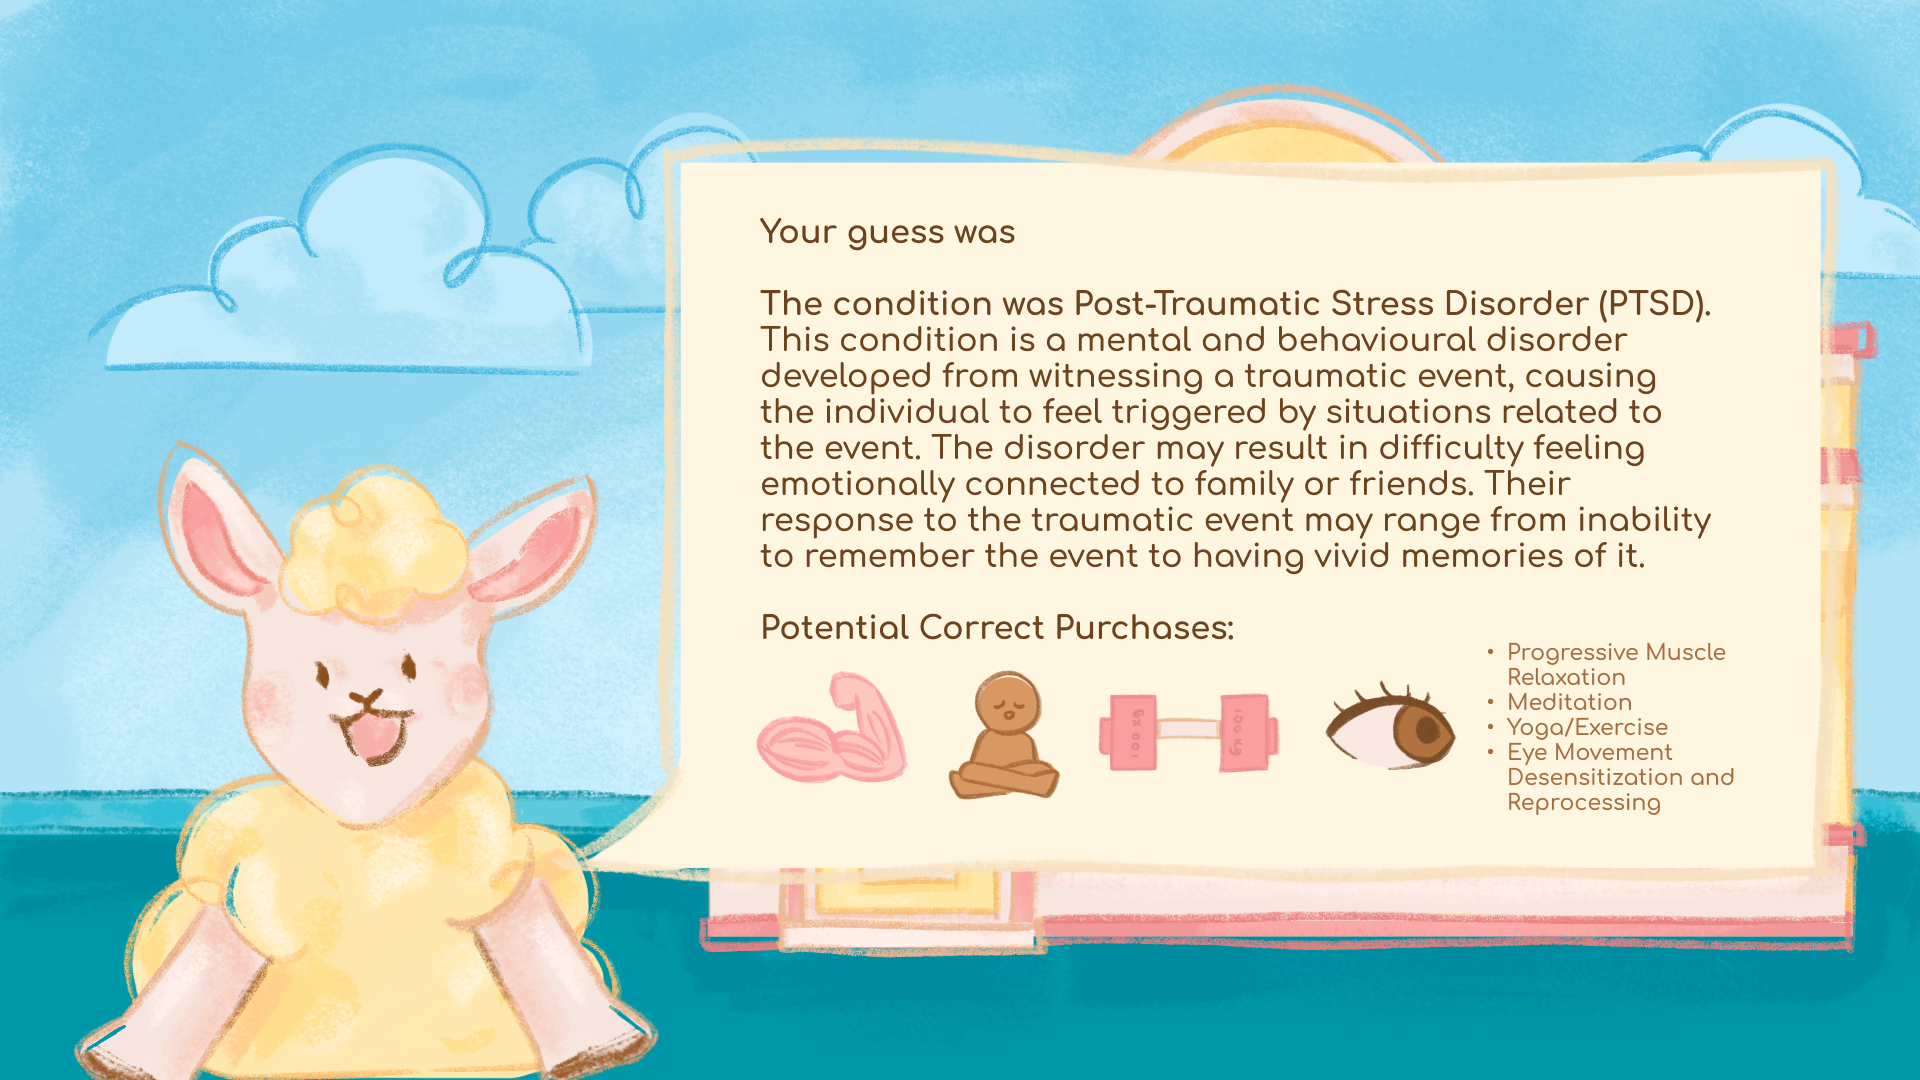 Your guess was
The condition was Post-Traumatic Stress Disorder (PTSD).
This condition is a mental and behavioural disorder
developed from witnessing a traumatic event, causing
the individual to feel triggered by situations related to
the event. The disorder may result in difficulty feeling
emotionally connected to family or friends. Their
response to the traumatic event may range from inability
to remember the event to having vivid memories of it.
Potential Correct Purchases:
• Progressive Muscle
Relaxation
• Meditation
• Yoga/Exercise
• Eye Movement
Desensitization and
Reprocessing
100 kg
100 kg